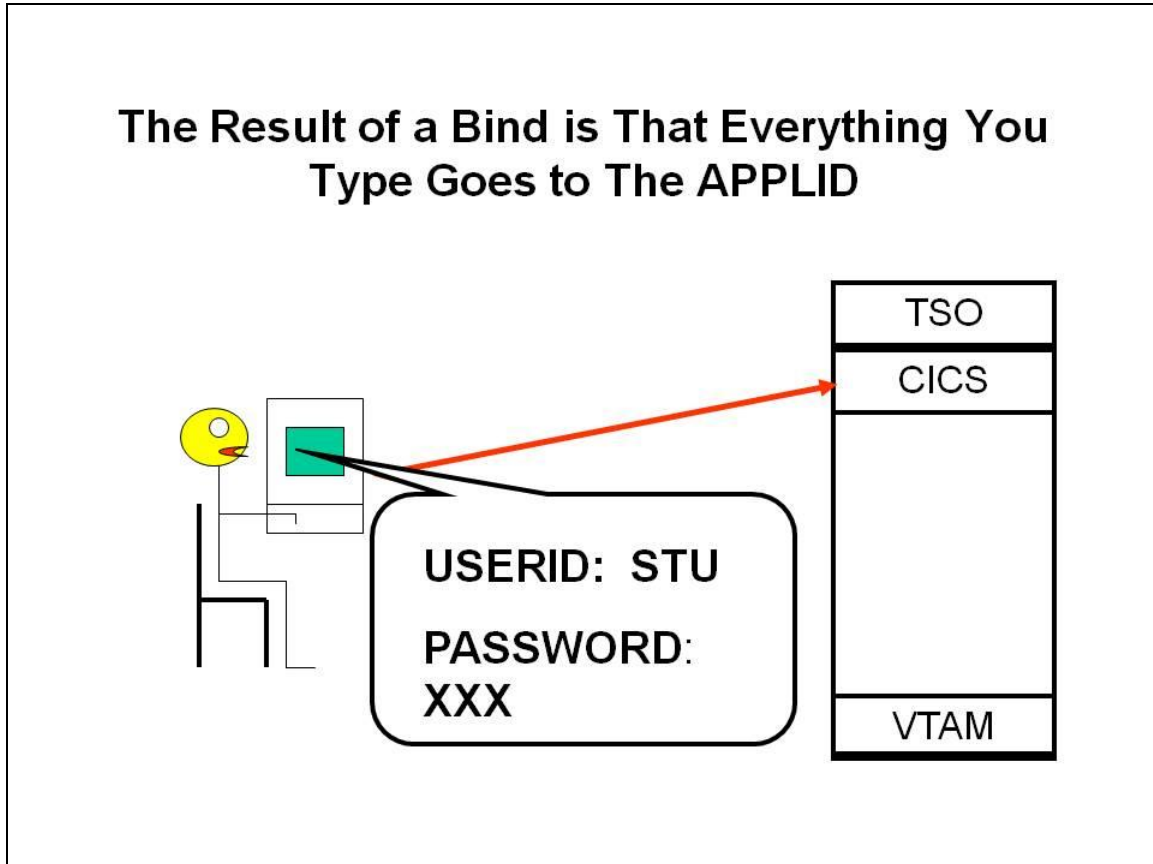 The Result of a Bind is That Everything You
Type Goes to The APPLID
TSO
CICS
USERID: STU
PASSWORD:
XXX
VTAM